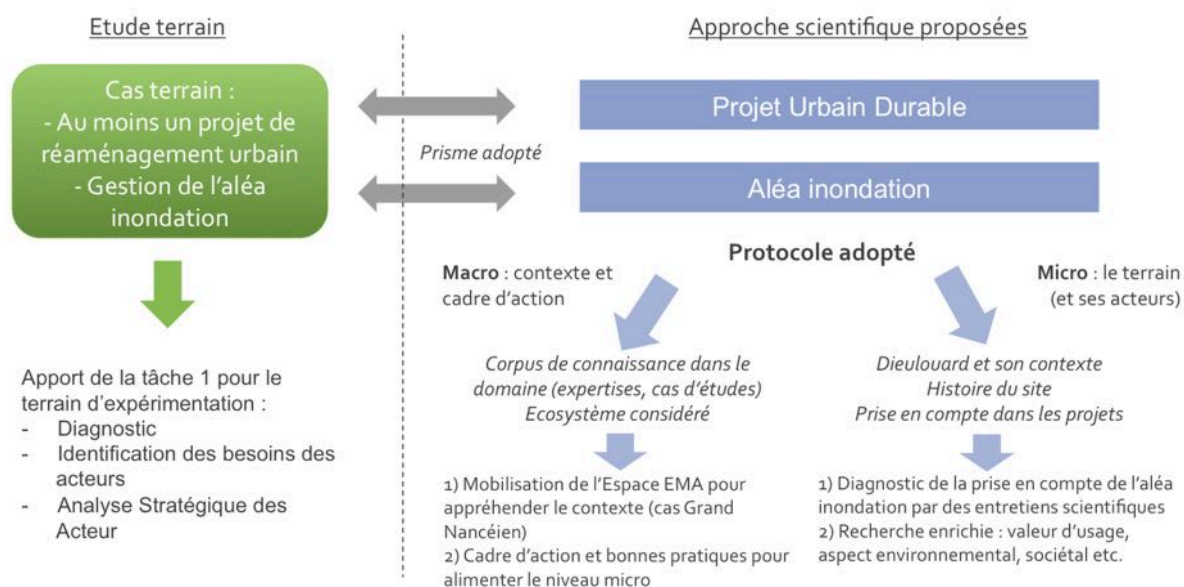 Etude terrain
Cas terrain :
- Au moins un projet de
réaménagement urbain
- Gestion de l'aléa
inondation
Apport de la tâche 1 pour le
terrain d'expérimentation :
- Diagnostic
- Identification des besoins des
acteurs
- Analyse Stratégique des
Acteur
Approche scientifique proposées
Prisme adopté
Projet Urbain Durable
Aléa inondation
Protocole adopté
Macro : contexte et
cadre d'action
Corpus de connaissance dans le
domaine (expertises, cas d'études)
Ecosystème considéré
1) Mobilisation de l'Espace EMA pour
appréhender le contexte (cas Grand
Nancéien)
2) Cadre d'action et bonnes pratiques pour
alimenter le niveau micro
Micro : le terrain
(et ses acteurs)
Dieulouard et son contexte
Histoire du site
Prise en compte dans les projets
1) Diagnostic de la prise en compte de l'aléa
inondation par des entretiens scientifiques
2) Recherche enrichie : valeur d'usage,
aspect environnemental, sociétal etc.